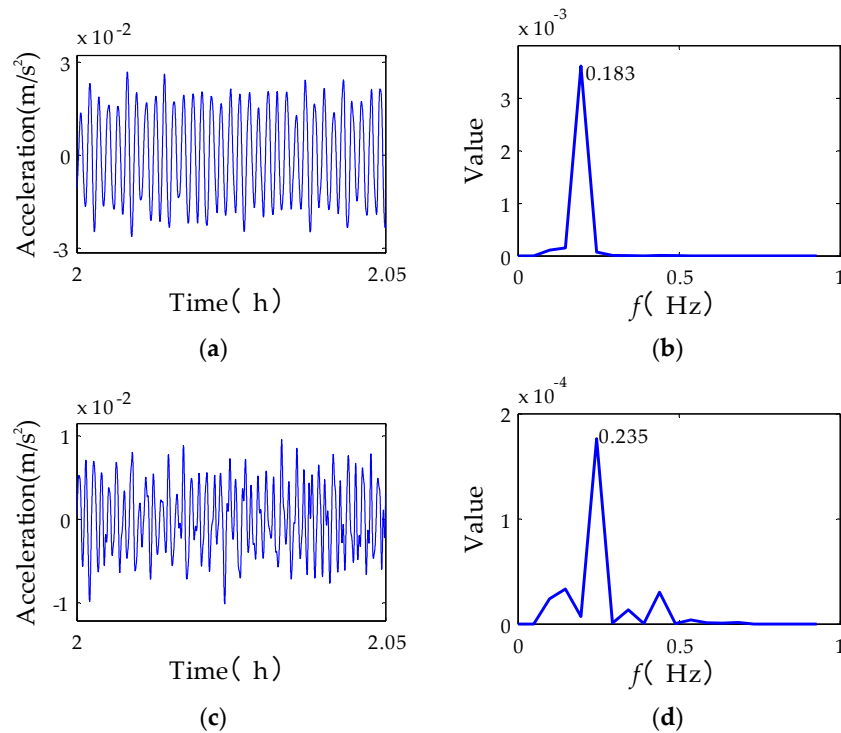 x 10-2
3
0
-3
Acceleration(m/s²)
2
2.05
Time( h)
(a)
x 10-3
3
2
1
0
Value
0.183
0
0.5
1
f( Hz)
(b)
x 10-2
1
0
-1
Acceleration(m/s²)
2
2.05
Time( h)
(c)
x 10-4
2
1
0
Value
0.235
0
0.5
1
f( Hz)
(d)